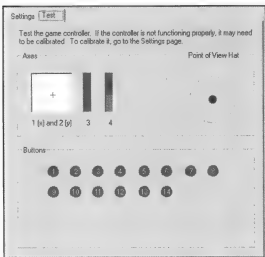 Settings Test
Test the game controller. If the controller is not functioning properly, it may need
to be calibrated. To calibrate it, go to the Settings page.
Axes Point of View Hat
1 [x] and 2 [y] 3 4
Buttons
1 2 3 4 5 6 7 8
9 10 11 12 13 14